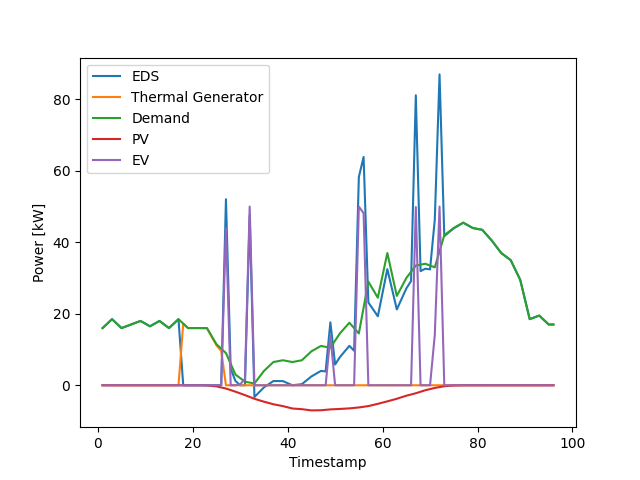 EDS
Thermal Generator
Demand
PV
EV
Power [kW]
80
60
40
20
0
0 20 40 60 80 100
Timestamp